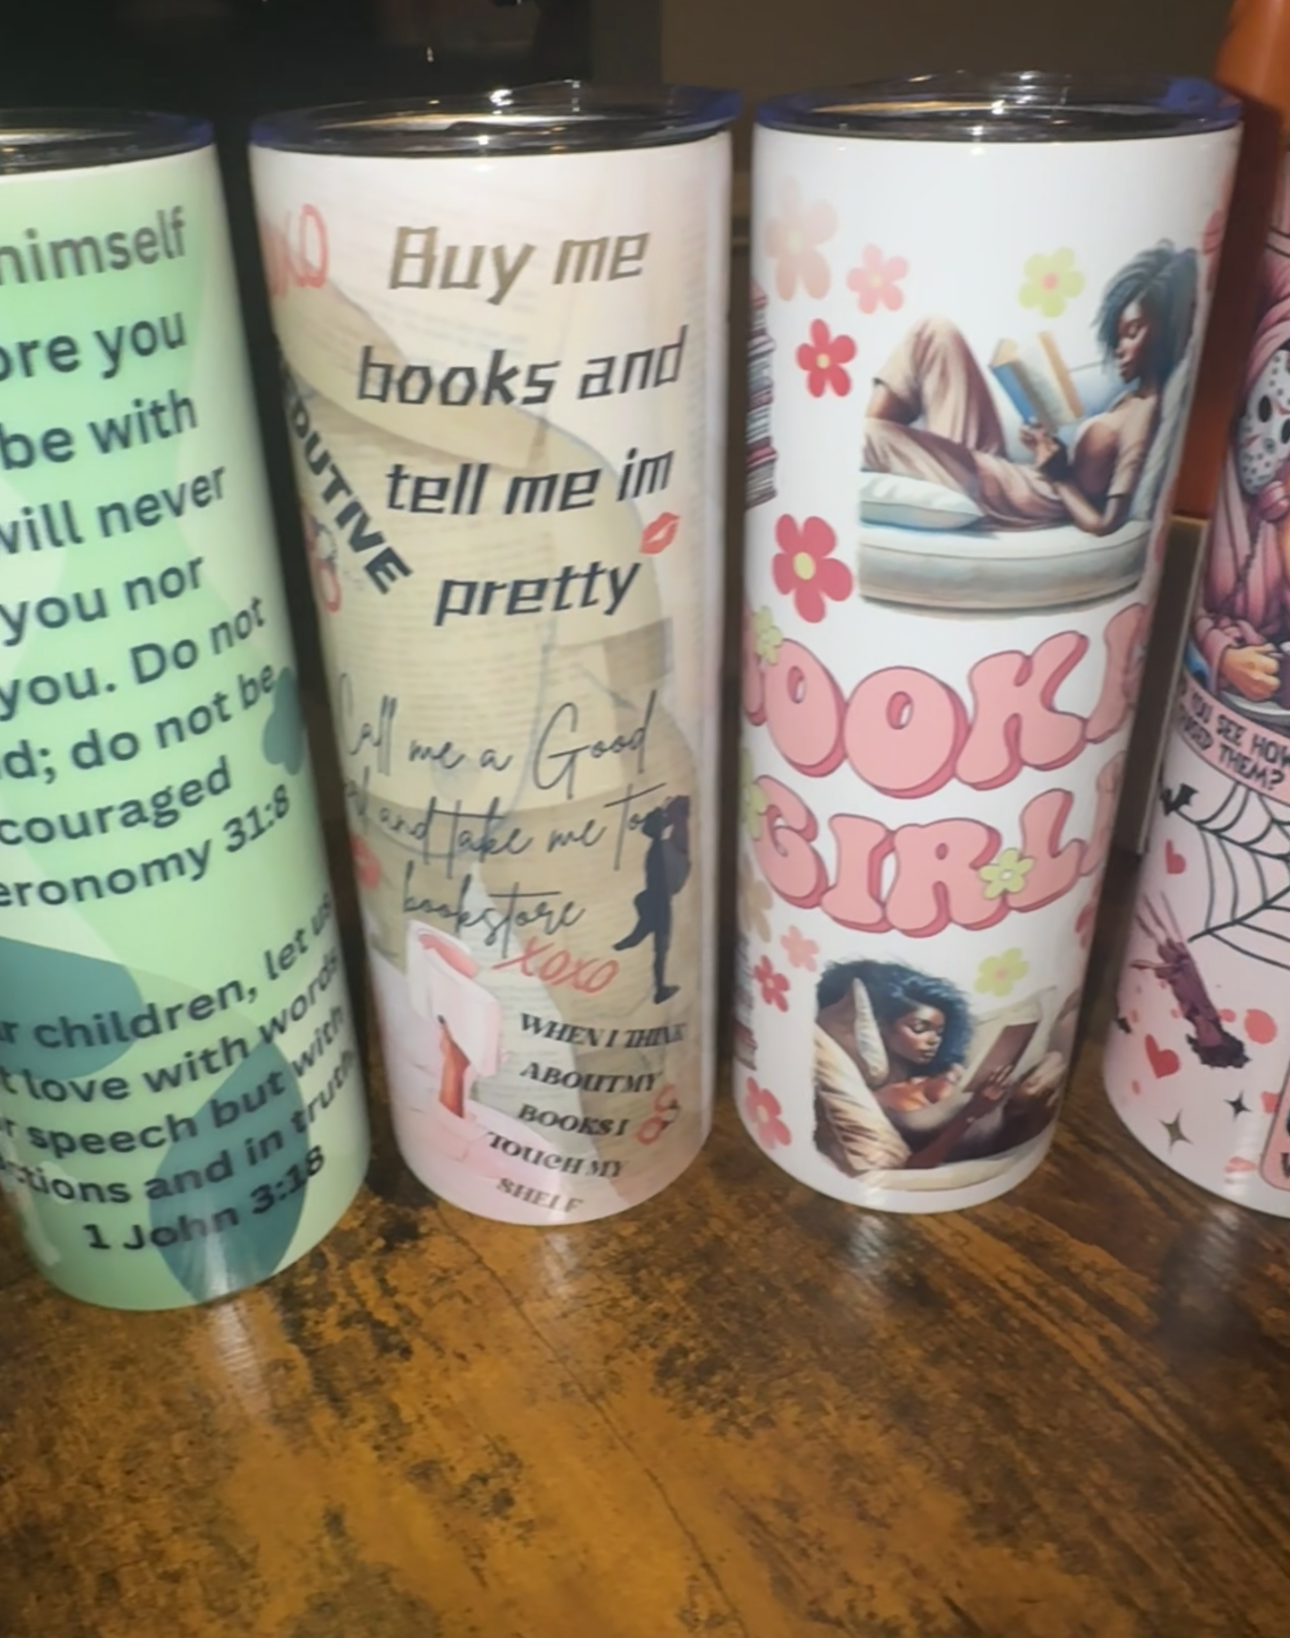 himself
ore you
be with
will never
you nor
you. Do not
d; do not be
couraged
eronomy 31:8
r children, let us
t love with words
r speech but with
ctions and in truth.
1 John 3:18
XOXO
DUTIVE
Buy me
books and
tell me im
pretty
Call me a Good
and take me to
bookstore
XOXO
WHEN I THINK
ABOUT MY
BOOKS I
TOUCH MY
SHELF
OOK
GIRL
YOU SEE HOW
THEM?